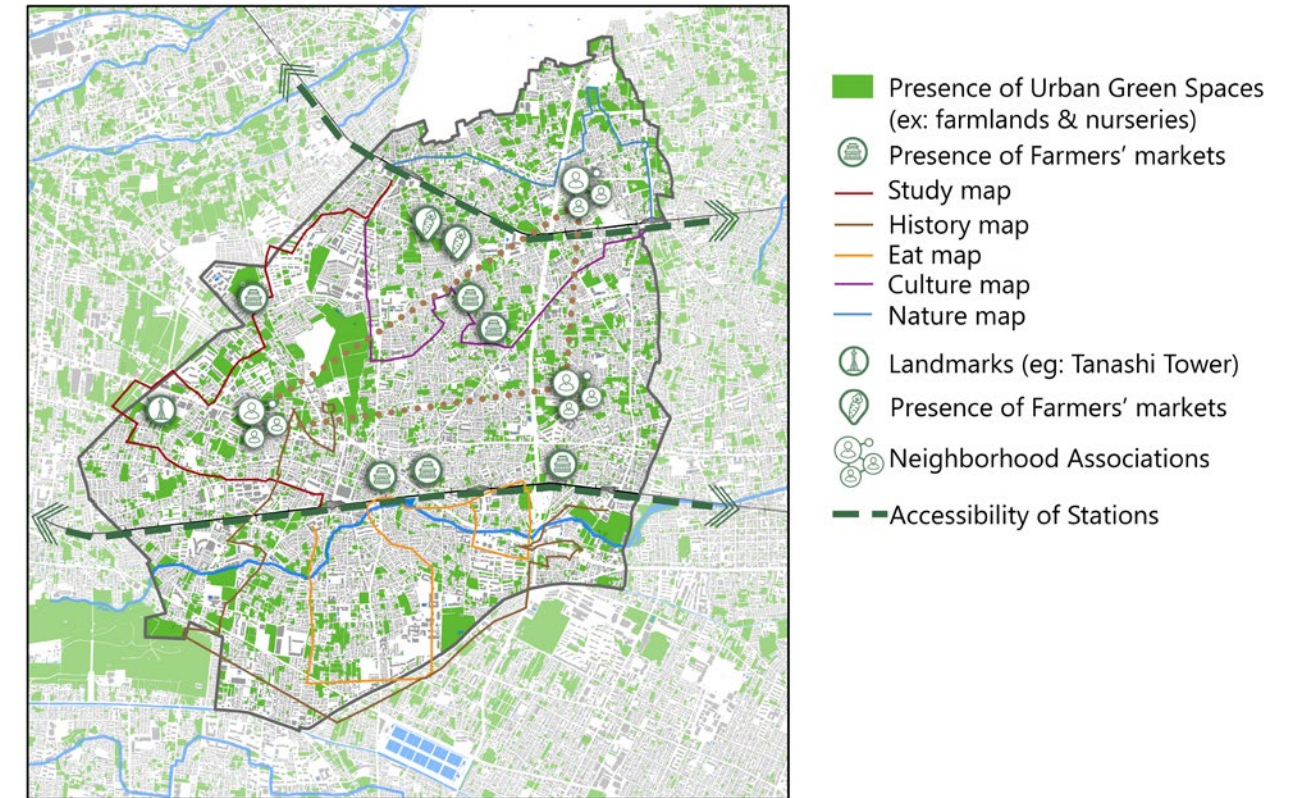 Presence of Urban Green Spaces
(ex: farmlands & nurseries)
Presence of Farmers' markets
Study map
History map
Eat map
Culture map
Nature map
Landmarks (eg: Tanashi Tower)
Presence of Farmers' markets
Neighborhood Associations
Accessibility of Stations